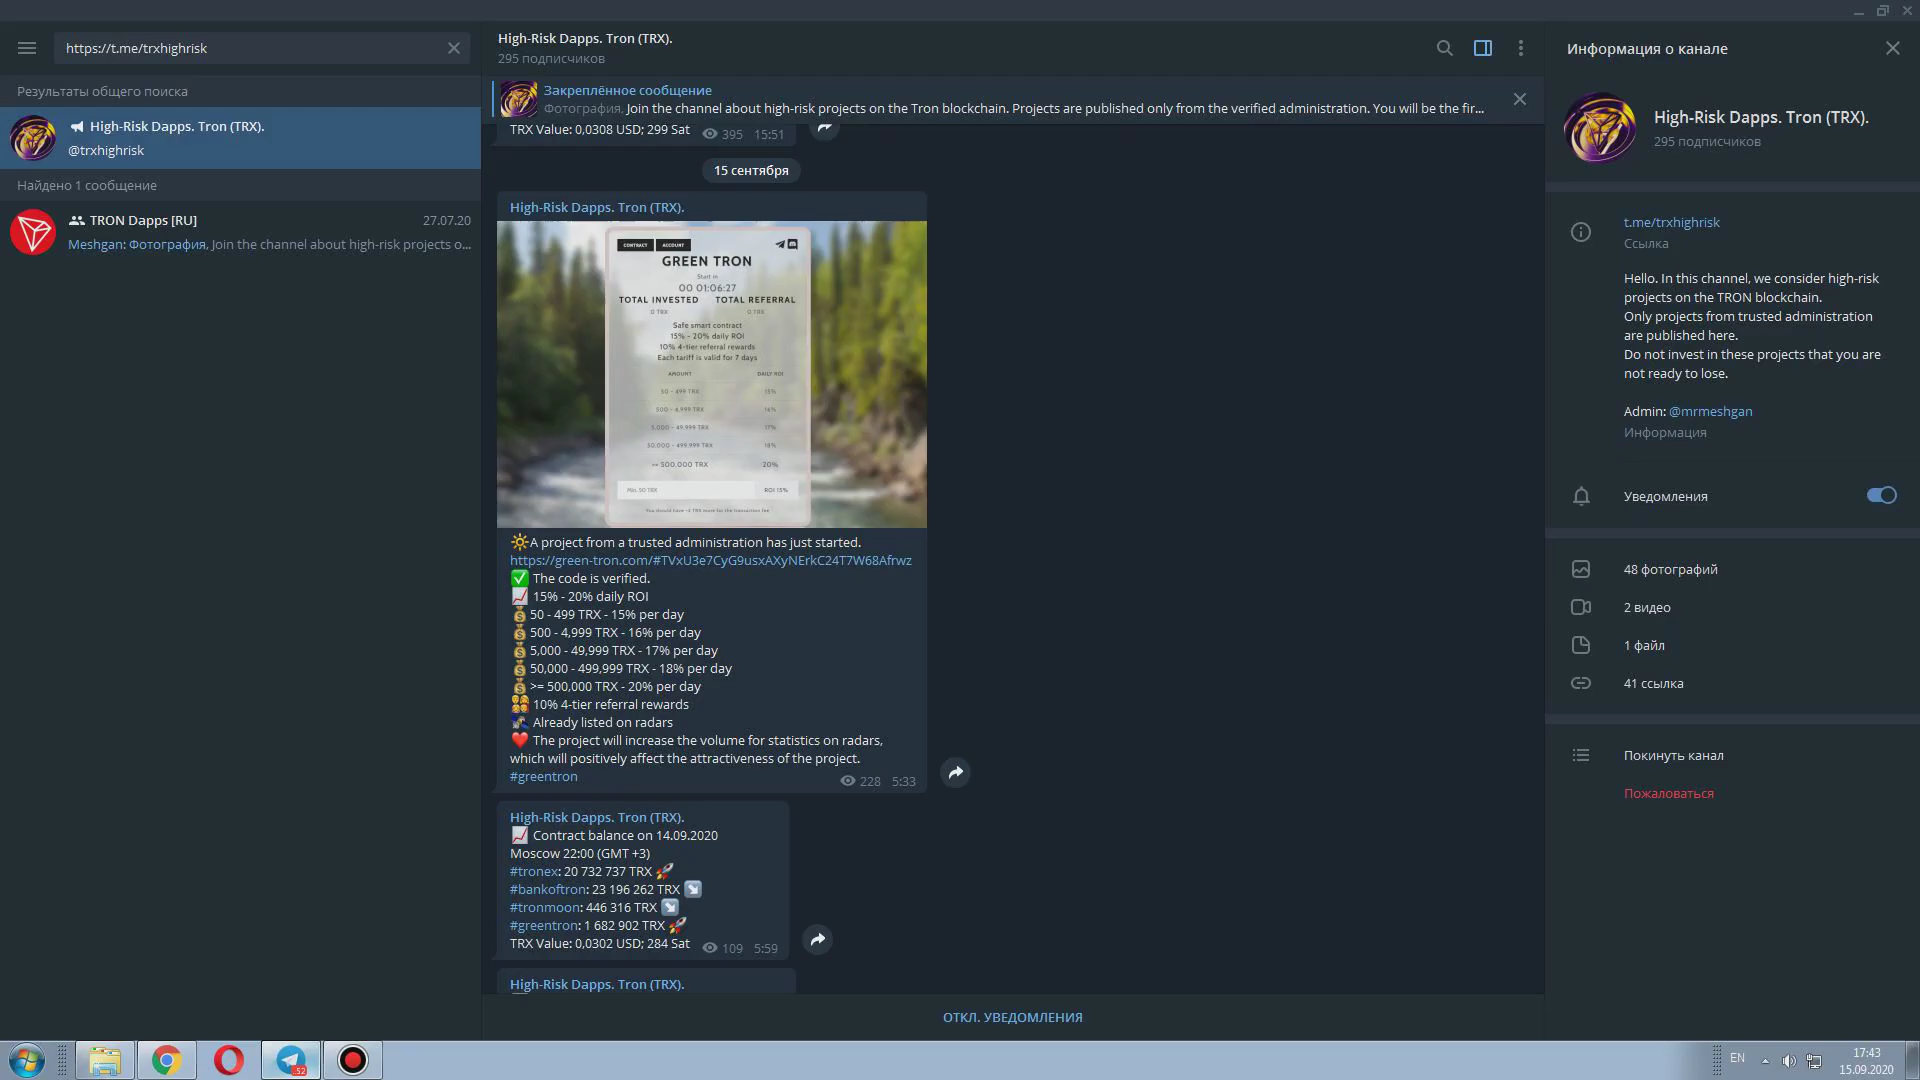 https://t.me/trxhighrisk
Результаты общего поиска
High-Risk Dapps. Tron (TRX).
@trxhighrisk
Найдено 1 сообщение
TRON Dapps [RU]
27.07.20
Meshgan: Фотография, Join the channel about high-risk projects o...
High-Risk Dapps. Tron (TRX).
295 подписчиков
Закреплённое сообщение
Фотография, Join the channel about high-risk projects on the Tron blockchain. Projects are published only from the verified administration. You will be the fir...
TRX Value: 0,0308 USD; 299 Sat
395 15:51
15 сентября
High-Risk Dapps. Tron (TRX).
CONTRACT ACCOUNT
GREEN TRON
Start in
00 01:06:27
TOTAL INVESTED TOTAL REFERRAL
0 TRX 0 TRX
Safe smart contract
15% - 20% daily ROI
10% 4-tier referral rewards
Each tariff is valid for 7 days
AMOUNT DAILY ROI
50 - 499 TRX 15%
500 - 4,999 TRX 16%
5,000 - 49,999 TRX 17%
50,000 - 499,999 TRX 18%
>= 500,000 TRX 20%
Min. 50 TRX ROI 15%
You should have ~3 TRX more for the transaction fee
A project from a trusted administration has just started.
https://green-tron.com/#TVxU3e7CyG9usxAXyNErkC24T7W68Afrwz
The code is verified.
15% - 20% daily ROI
50 - 499 TRX - 15% per day
500 - 4,999 TRX - 16% per day
5,000 - 49,999 TRX - 17% per day
50,000 - 499,999 TRX - 18% per day
>= 500,000 TRX - 20% per day
10% 4-tier referral rewards
Already listed on radars
The project will increase the volume for statistics on radars,
which will positively affect the attractiveness of the project.
#greentron
228 5:33
High-Risk Dapps. Tron (TRX).
Contract balance on 14.09.2020
Moscow 22:00 (GMT +3)
#tronex: 20 732 737 TRX
#bankoftron: 23 196 262 TRX
#tronmoon: 446 316 TRX
#greentron: 1 682 902 TRX
TRX Value: 0,0302 USD; 284 Sat
109 5:59
High-Risk Dapps. Tron (TRX).
ОТКЛ. УВЕДОМЛЕНИЯ
Информация о канале
High-Risk Dapps. Tron (TRX).
295 подписчиков
t.me/trxhighrisk
Ссылка
Hello. In this channel, we consider high-risk
projects on the TRON blockchain.
Only projects from trusted administration
are published here.
Do not invest in these projects that you are
not ready to lose.
Admin: @mrmeshgan
Информация
Уведомления
48 фотографий
2 видео
1 файл
41 ссылка
Покинуть канал
Пожаловаться
.52
EN
17:43
15.09.2020